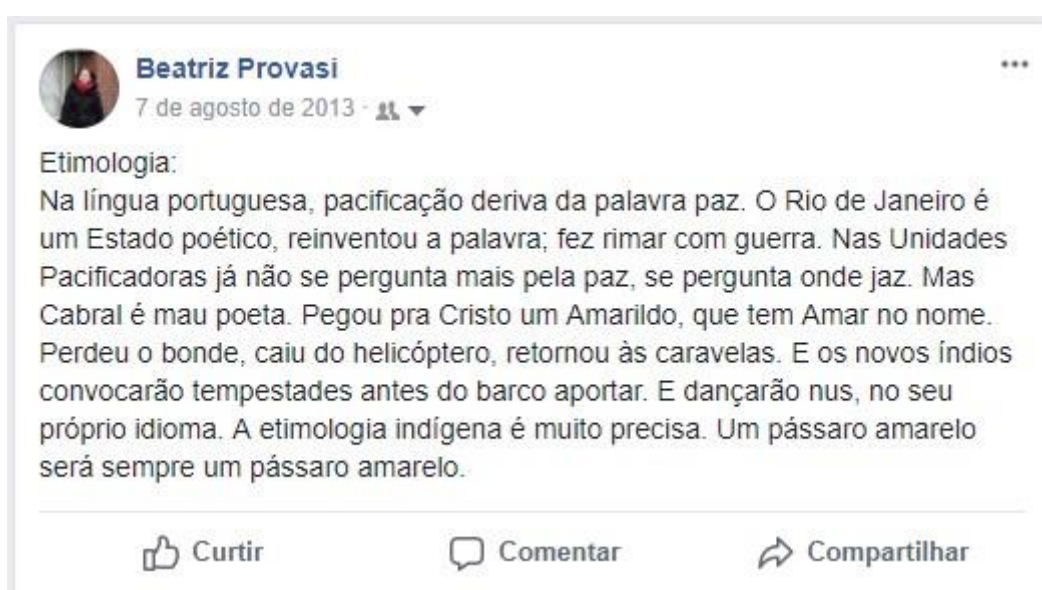 Beatriz Provasi
7 de agosto de 2013 ·
Etimologia:
Na língua portuguesa, pacificação deriva da palavra paz. O Rio de Janeiro é
um Estado poético, reinventou a palavra; fez rimar com guerra. Nas Unidades
Pacificadoras já não se pergunta mais pela paz, se pergunta onde jaz. Mas
Cabral é mau poeta. Pegou pra Cristo um Amarildo, que tem Amar no nome.
Perdeu o bonde, caiu do helicóptero, retornou às caravelas. E os novos índios
convocarão tempestades antes do barco aportar. E dançarão nus, no seu
próprio idioma. A etimologia indígena é muito precisa. Um pássaro amarelo
será sempre um pássaro amarelo.
Curtir Comentar Compartilhar